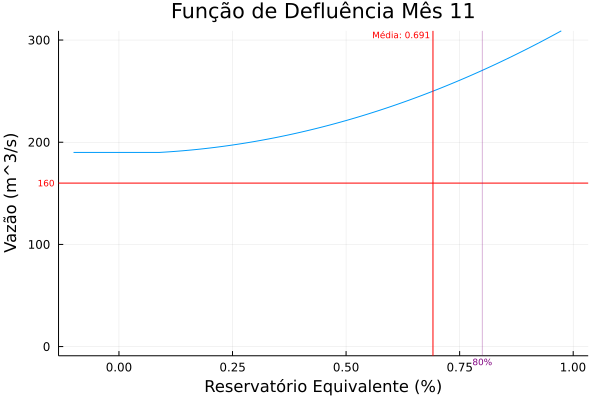 Função de Defluência Mês 11
Média: 0.691
300
200
160
100
0
Vazão (m^3/s)
0.00
0.25
0.50
0.75
80%
1.00
Reservatório Equivalente (%)